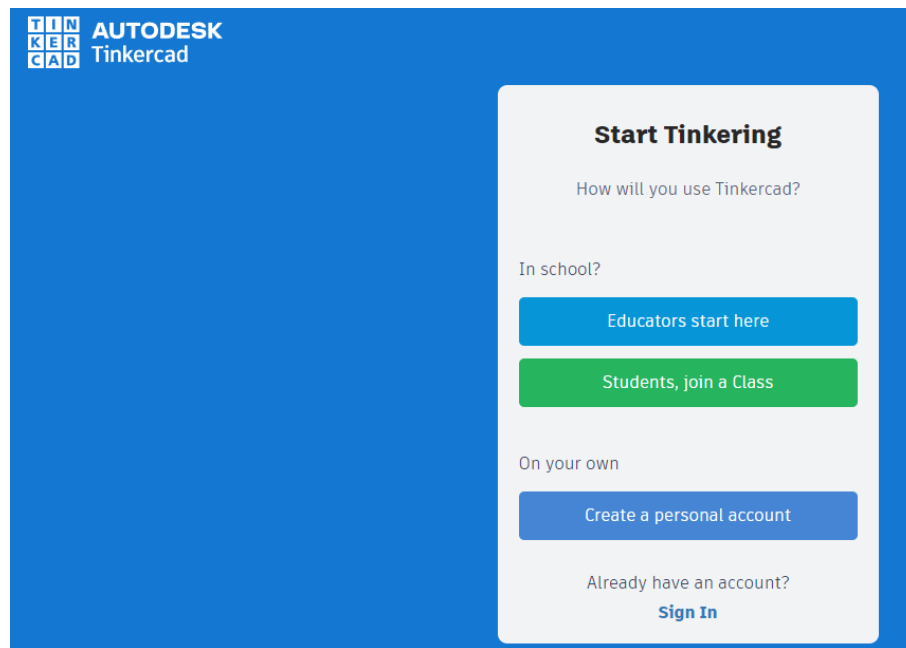 TIN
KER
CAD
AUTODESK
Tinkercad
Start Tinkering
How will you use Tinkercad?
In school?
Educators start here
Students, join a Class
On your own
Create a personal account
Already have an account?
Sign In